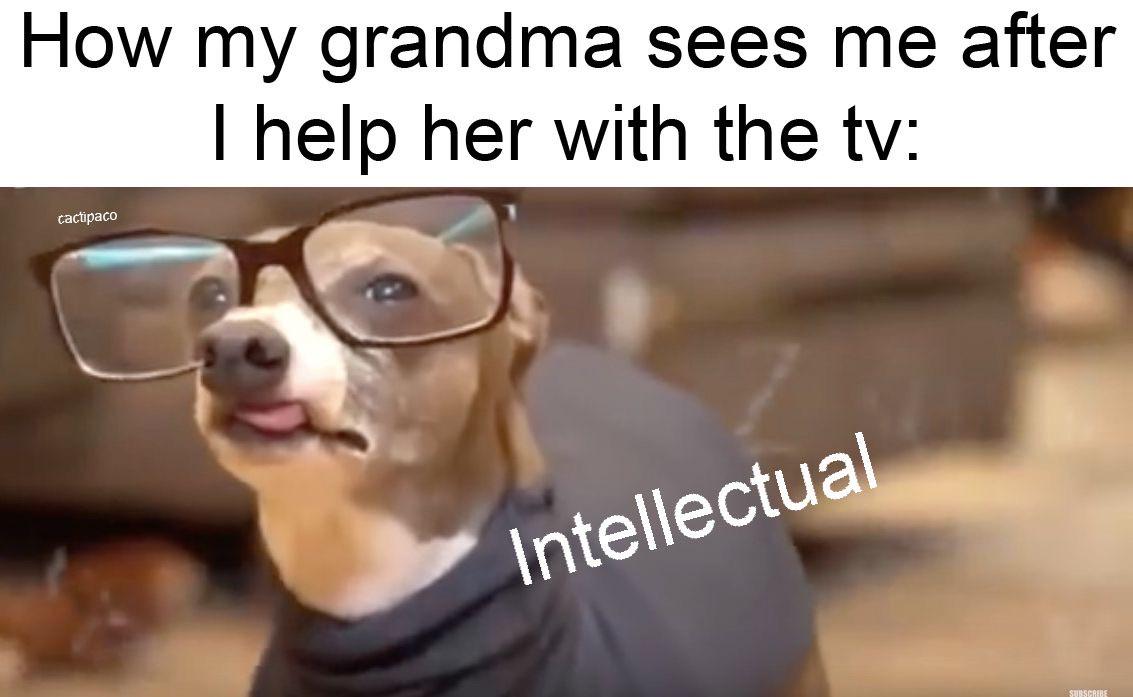 How my grandma sees me after
I help her with the tv:
cactipaco
Intellectual
SUBSCRIBE